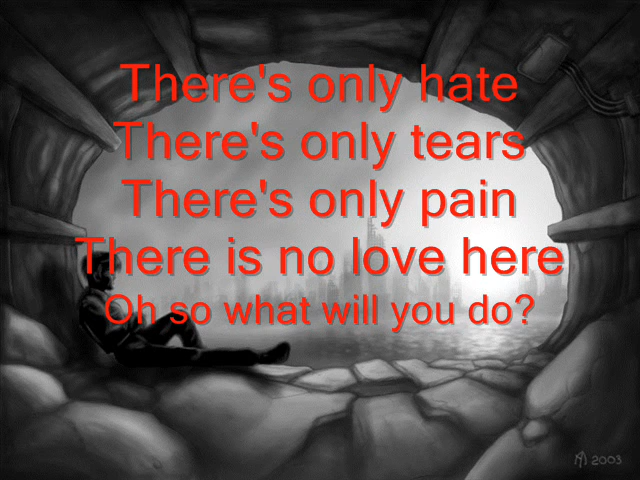 There's only hate
There's only tears
There's only pain
There is no love here
Oh so what will you do?
2003